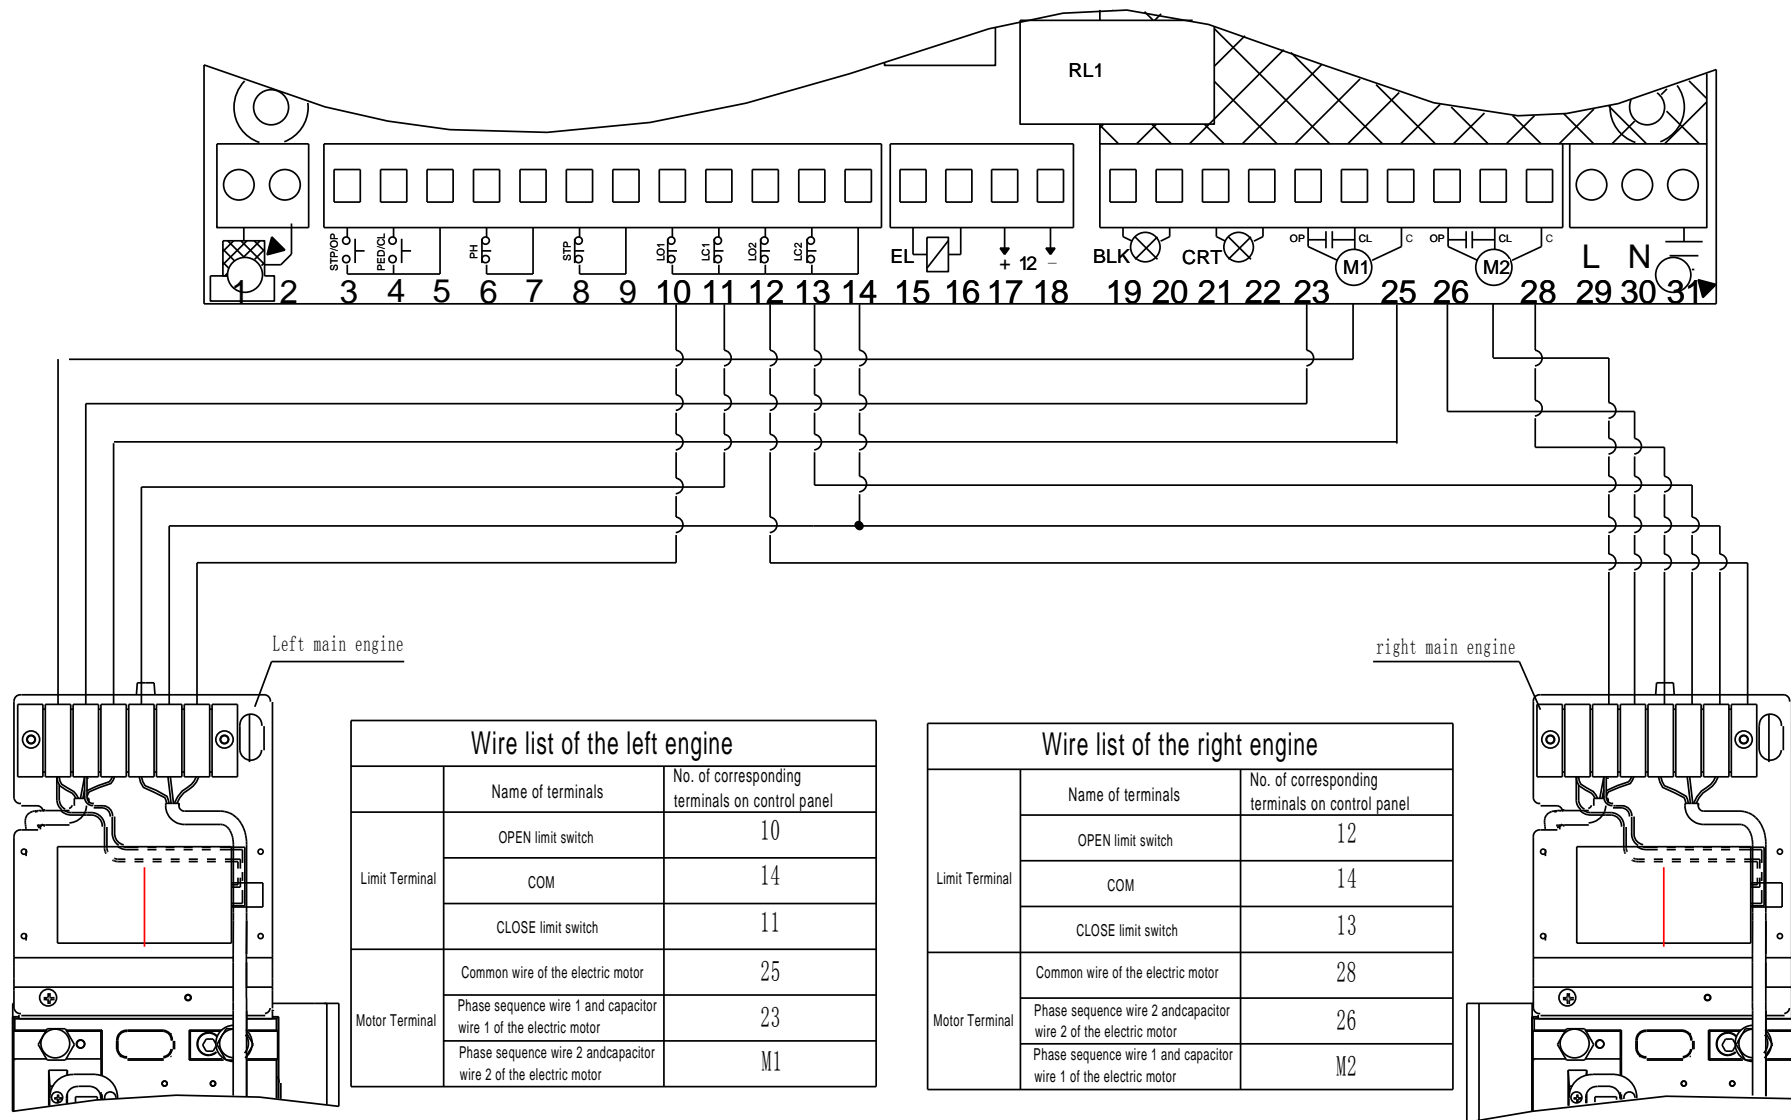 RL1
STP/OP
PED/CL
PH
STP
LO1
LC1
LO2
LC2
EL
+ 12 -
BLK
CRT
OP CL C
M1
OP CL C
M2
L N
1 2 3 4 5 6 7 8 9 10 11 12 13 14 15 16 17 18 19 20 21 22 23 25 26 28 29 30 31
Left main engine
right main engine
Wire list of the left engine
Name of terminals
No. of corresponding
terminals on control panel
Limit Terminal
OPEN limit switch 10
COM 14
CLOSE limit switch 11
Motor Terminal
Common wire of the electric motor 25
Phase sequence wire 1 and capacitor
wire 1 of the electric motor
23
Phase sequence wire 2 andcapacitor
wire 2 of the electric motor
M1
Wire list of the right engine
Name of terminals
No. of corresponding
terminals on control panel
Limit Terminal
OPEN limit switch 12
COM 14
CLOSE limit switch 13
Motor Terminal
Common wire of the electric motor 28
Phase sequence wire 2 andcapacitor
wire 2 of the electric motor
26
Phase sequence wire 1 and capacitor
wire 1 of the electric motor
M2